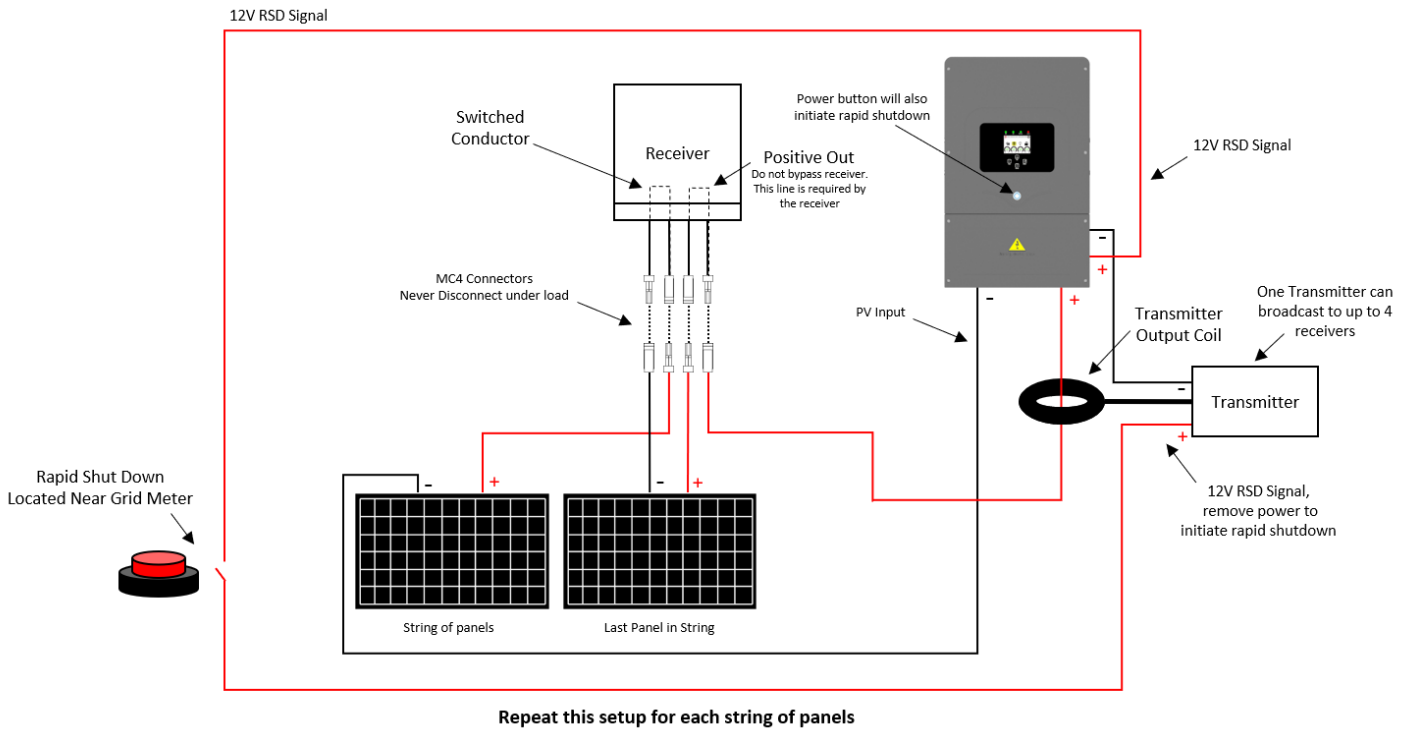 12V RSD Signal
Switched
Conductor
Receiver
Positive Out
Do not bypass receiver.
This line is required by
the receiver
Power button will also
initiate rapid shutdown
12V RSD Signal
MC4 Connectors
Never Disconnect under load
PV Input
-
+
-
+
Transmitter
Output Coil
One Transmitter can
broadcast to up to 4
receivers
-
Transmitter
+
12V RSD Signal,
remove power to
initiate rapid shutdown
Rapid Shut Down
Located Near Grid Meter
-
+
-
+
String of panels
Last Panel in String
Repeat this setup for each string of panels